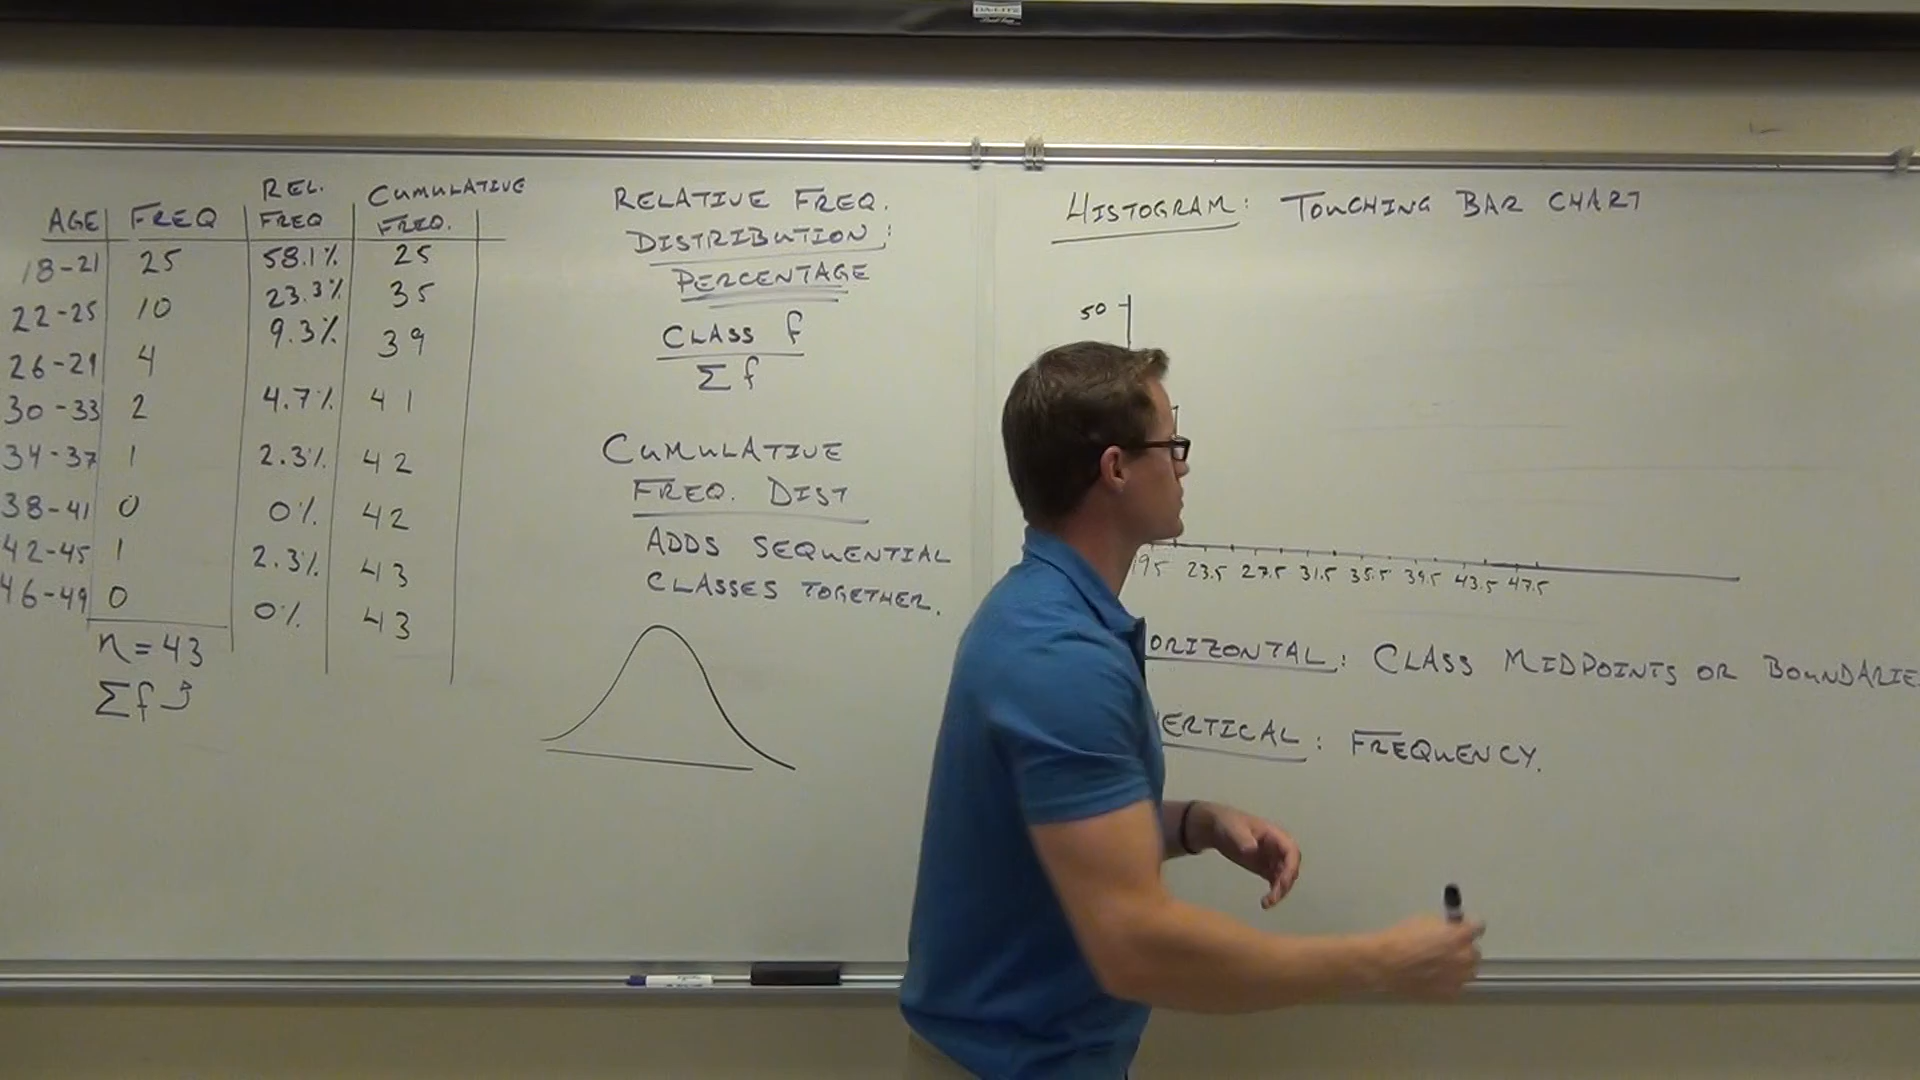 DA-LITE
REL. CUMULATIVE
AGE FREQ FREQ FREQ.
18-21 25 58.1% 25
22-25 10 23.3% 35
26-29 4 9.3% 39
30-33 2 4.7% 41
34-37 1 2.3% 42
38-41 0 0% 42
42-45 1 2.3% 43
46-49 0 0% 43
n = 43
Σf
RELATIVE FREQ.
DISTRIBUTION:
PERCENTAGE
CLASS f
Σ f
CUMULATIVE
FREQ. DIST
ADDS SEQUENTIAL
CLASSES TOGETHER.
HISTOGRAM: TOUCHING BAR CHART
50
19.5 23.5 27.5 31.5 35.5 39.5 43.5 47.5
ORIZONTAL: CLASS MIDPOINTS OR BOUNDARIE
ERTICAL: FREQUENCY.